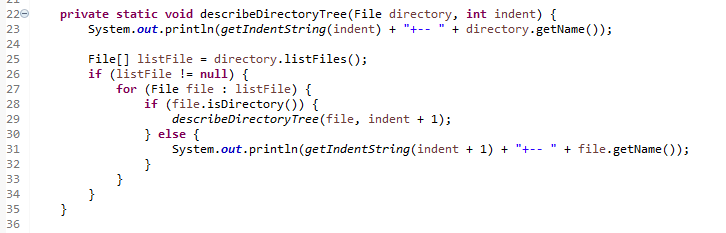 22    private static void describeDirectoryTree(File directory, int indent) {
23        System.out.println(getIndentString(indent) + "+-- " + directory.getName());
24
25        File[] listFile = directory.listFiles();
26        if (listFile != null) {
27            for (File file : listFile) {
28                if (file.isDirectory()) {
29                    describeDirectoryTree(file, indent + 1);
30                } else {
31                    System.out.println(getIndentString(indent + 1) + "+-- " + file.getName());
32                }
33            }
34        }
35    }
36